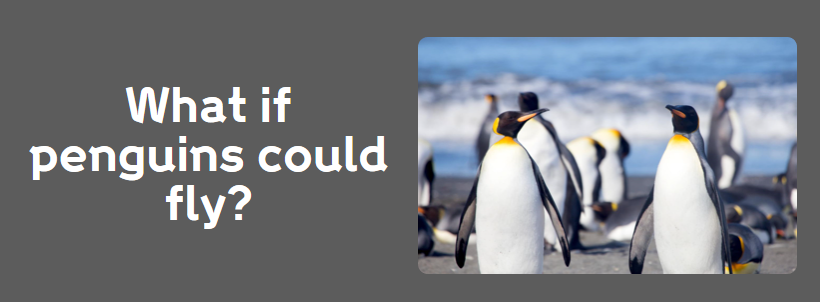 What if
penguins could
fly?